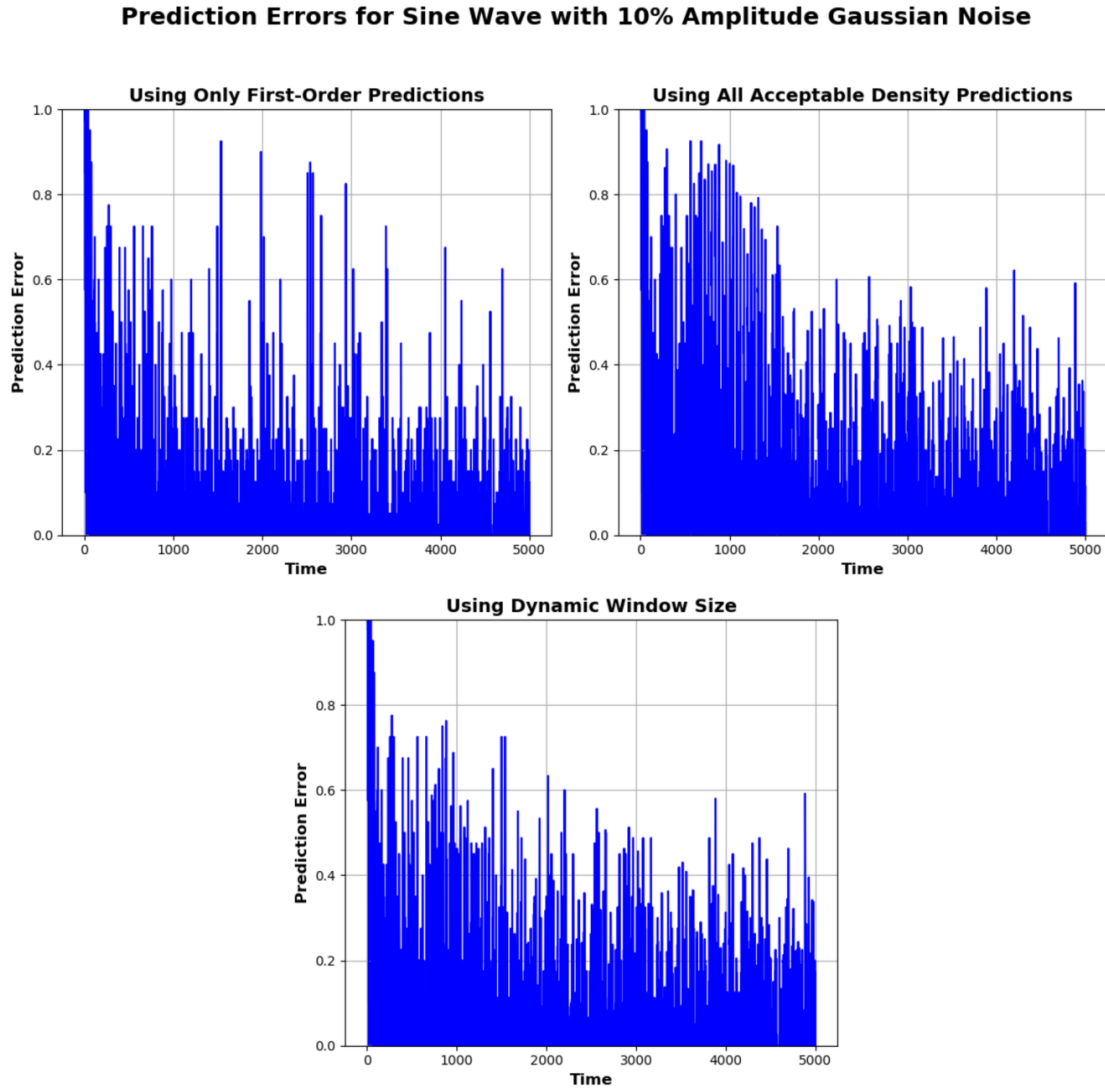 Prediction Errors for Sine Wave with 10% Amplitude Gaussian Noise
Using Only First-Order Predictions
1.0
0.8
0.6
0.4
0.2
0.0
Prediction Error
0 1000 2000 3000 4000 5000
Time
Using All Acceptable Density Predictions
1.0
0.8
0.6
0.4
0.2
0.0
Prediction Error
0 1000 2000 3000 4000 5000
Time
Using Dynamic Window Size
1.0
0.8
0.6
0.4
0.2
0.0
Prediction Error
0 1000 2000 3000 4000 5000
Time